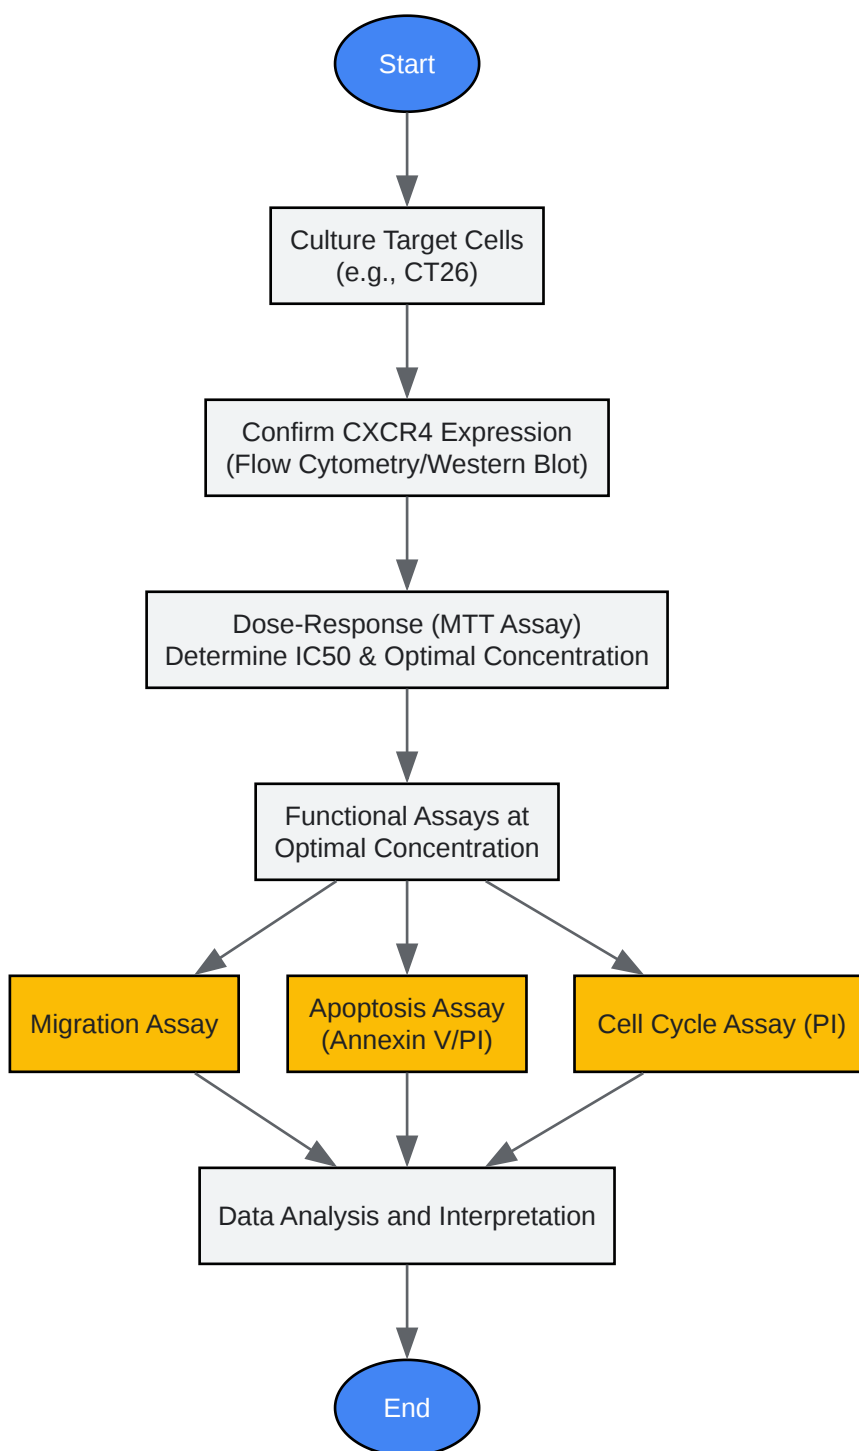 Start
Culture Target Cells
(e.g., CT26)
Confirm CXCR4 Expression
(Flow Cytometry/Western Blot)
Dose-Response (MTT Assay)
Determine IC50 & Optimal Concentration
Functional Assays at
Optimal Concentration
Migration Assay
Apoptosis Assay
(Annexin V/PI)
Cell Cycle Assay (PI)
Data Analysis and Interpretation
End